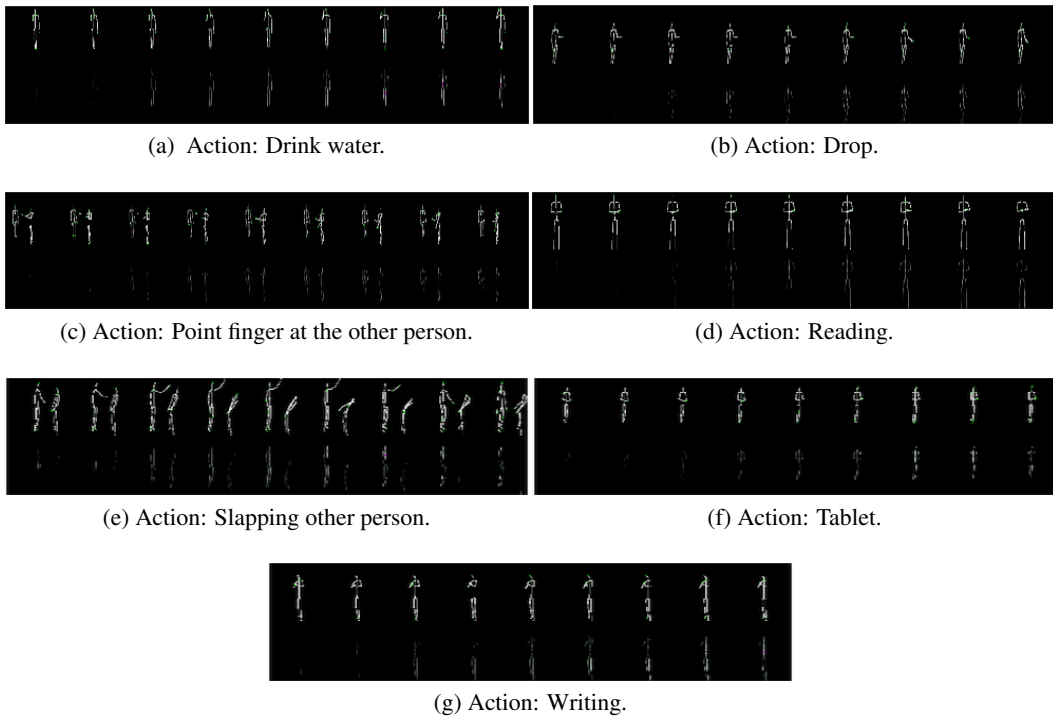 (a) Action: Drink water.
(b) Action: Drop.
(c) Action: Point finger at the other person.
(d) Action: Reading.
(e) Action: Slapping other person.
(f) Action: Tablet.
(g) Action: Writing.